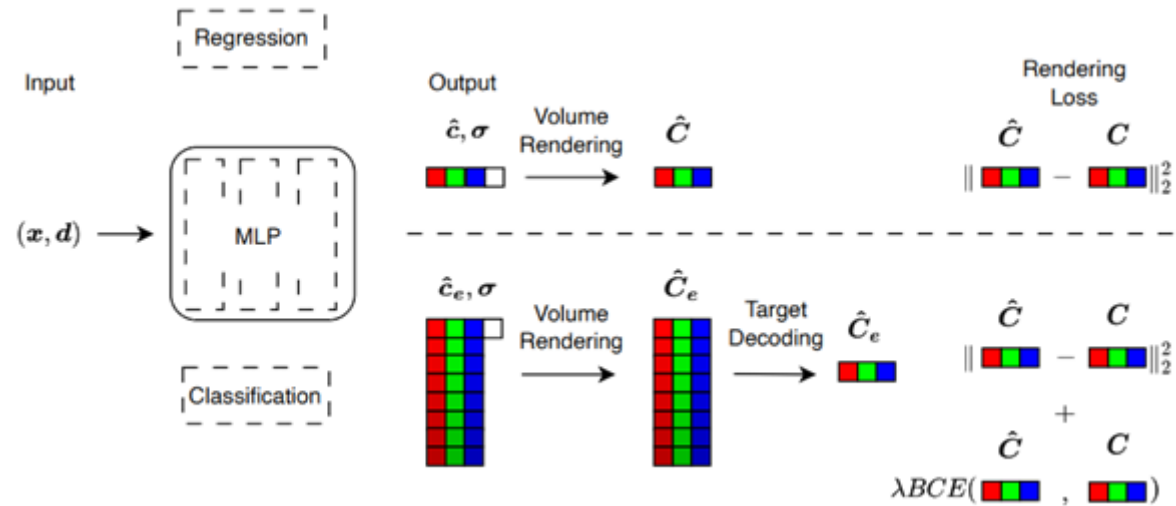 Regression
Input
Output
Rendering
Loss
ĉ, σ
Volume
Rendering
Ĉ
Ĉ
C
‖
−
‖₂²
(x, d)
MLP
ĉₑ, σ
Volume
Rendering
Ĉₑ
Target
Decoding
Ĉₑ
Ĉ
C
‖
−
‖₂²
Classification
+
Ĉ
C
λBCE(
,
)